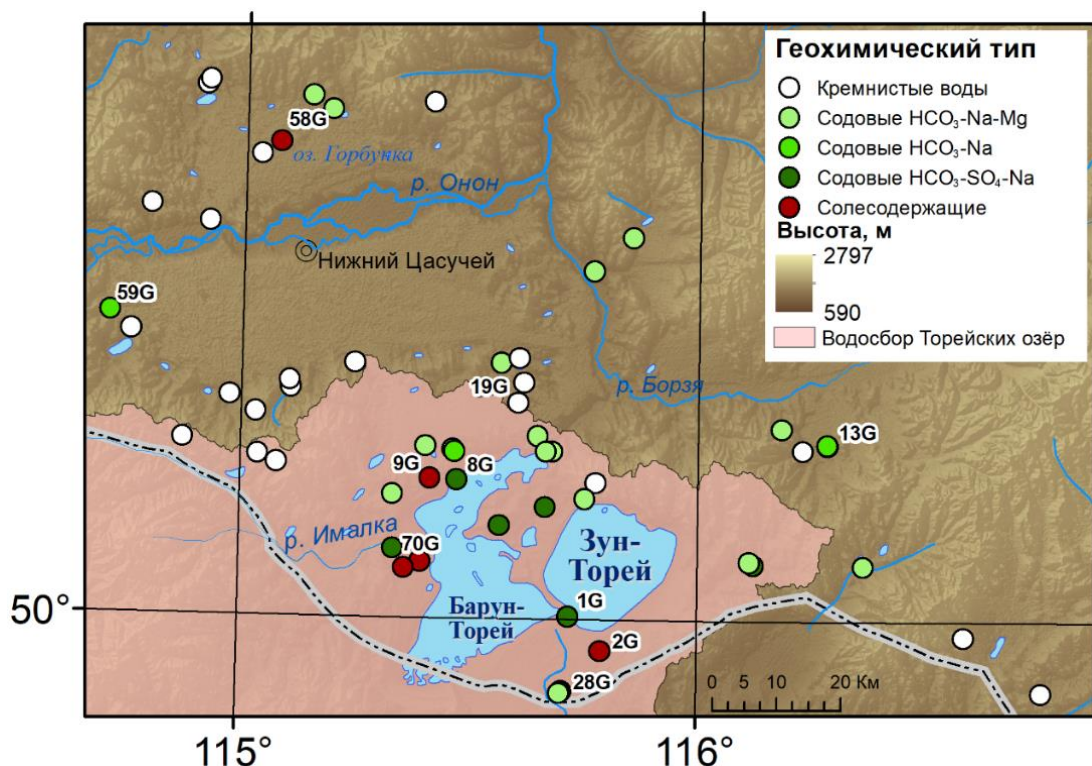 Геохимический тип
Кремнистые воды
Содовые HCO₃-Na-Mg
Содовые HCO₃-Na
Содовые HCO₃-SO₄-Na
Солесодержащие
Высота, м
2797
590
Водосбор Торейских озёр
58G
оз. Горбунка
р. Онон
Нижний Цасучей
59G
19G
р. Борзя
13G
9G
8G
р. Ималка
70G
Зун-
Торей
Барун-
Торей
1G
2G
28G
0 5 10 20 Км
50°
115°
116°